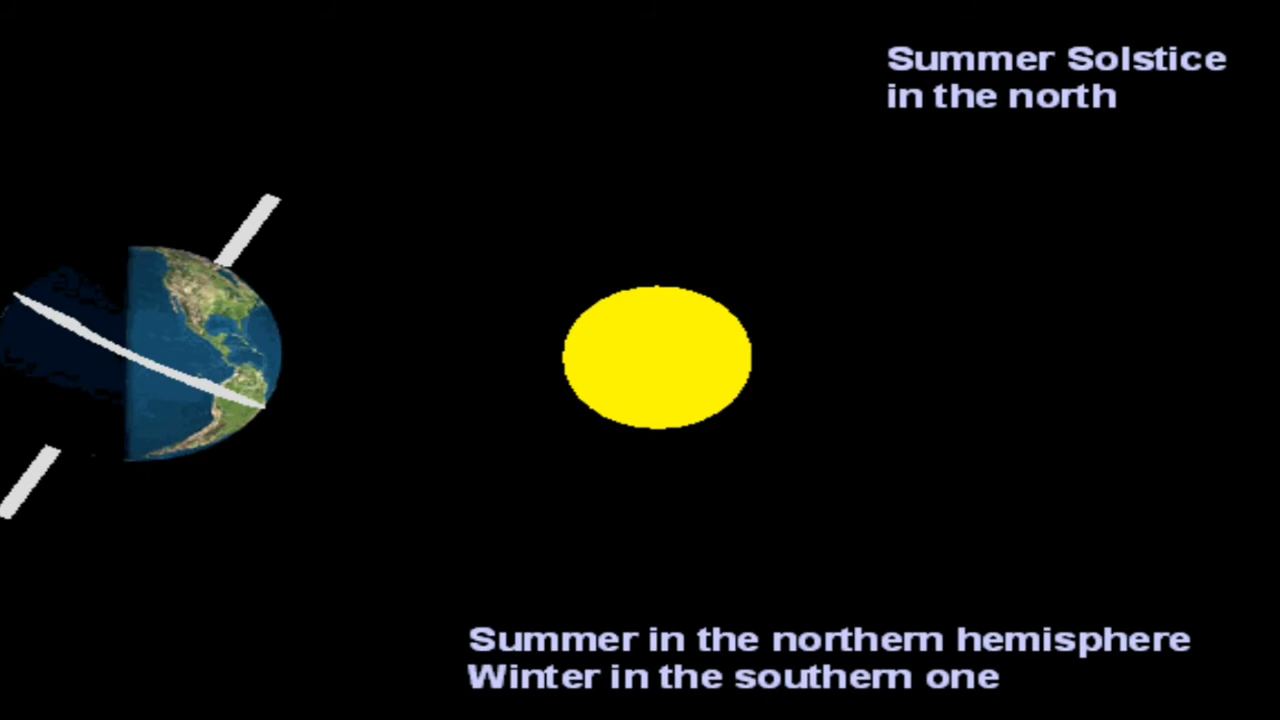 Summer Solstice
in the north
Summer in the northern hemisphere
Winter in the southern one